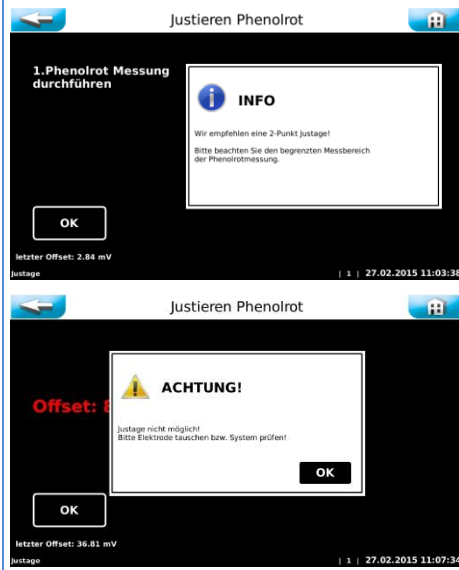 Justieren Phenolrot
1.Phenolrot Messung
durchführen
INFO
Wir empfehlen eine 2-Punkt Justage!
Bitte beachten Sie den begrenzten Messbereich
der Phenolrotmessung.
OK
letzter Offset: 2.84 mV
Justage | 1 | 27.02.2015 11:03:38
Justieren Phenolrot
ACHTUNG!
Offset:
Justage nicht möglich!
Bitte Elektrode tauschen bzw. System prüfen!
OK
OK
letzter Offset: 36.81 mV
Justage | 1 | 27.02.2015 11:07:34